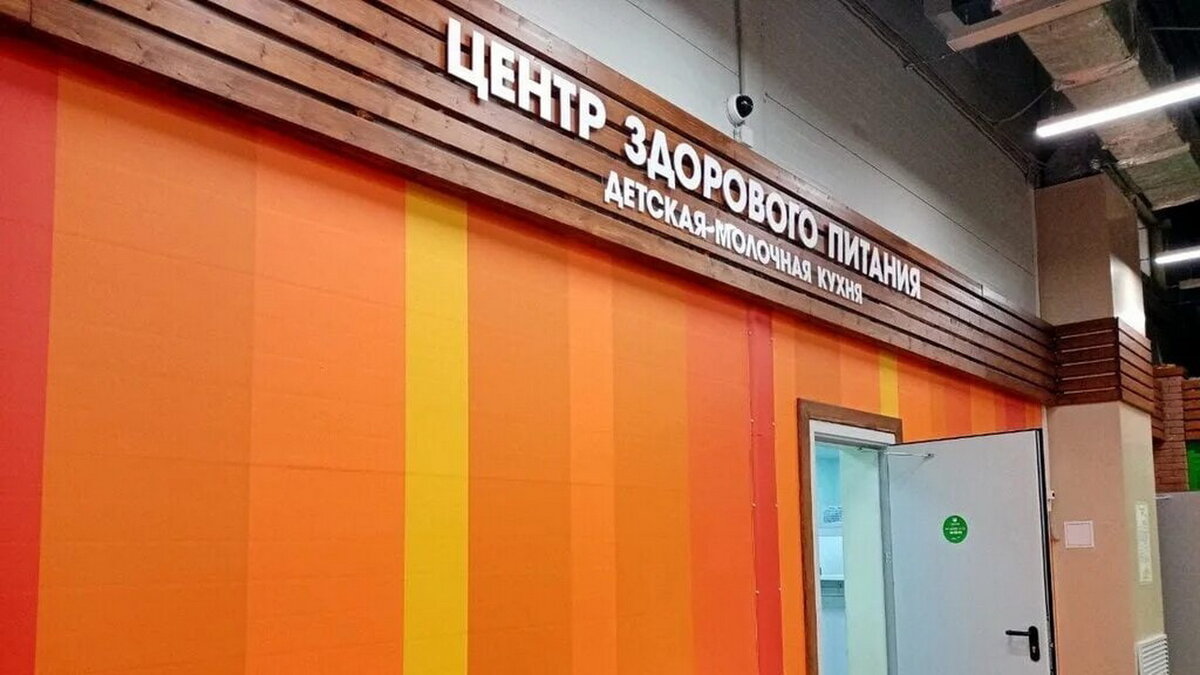 ЦЕНТР ЗДОРОВОГО ПИТАНИЯ
ДЕТСКАЯ-МОЛОЧНАЯ КУХНЯ